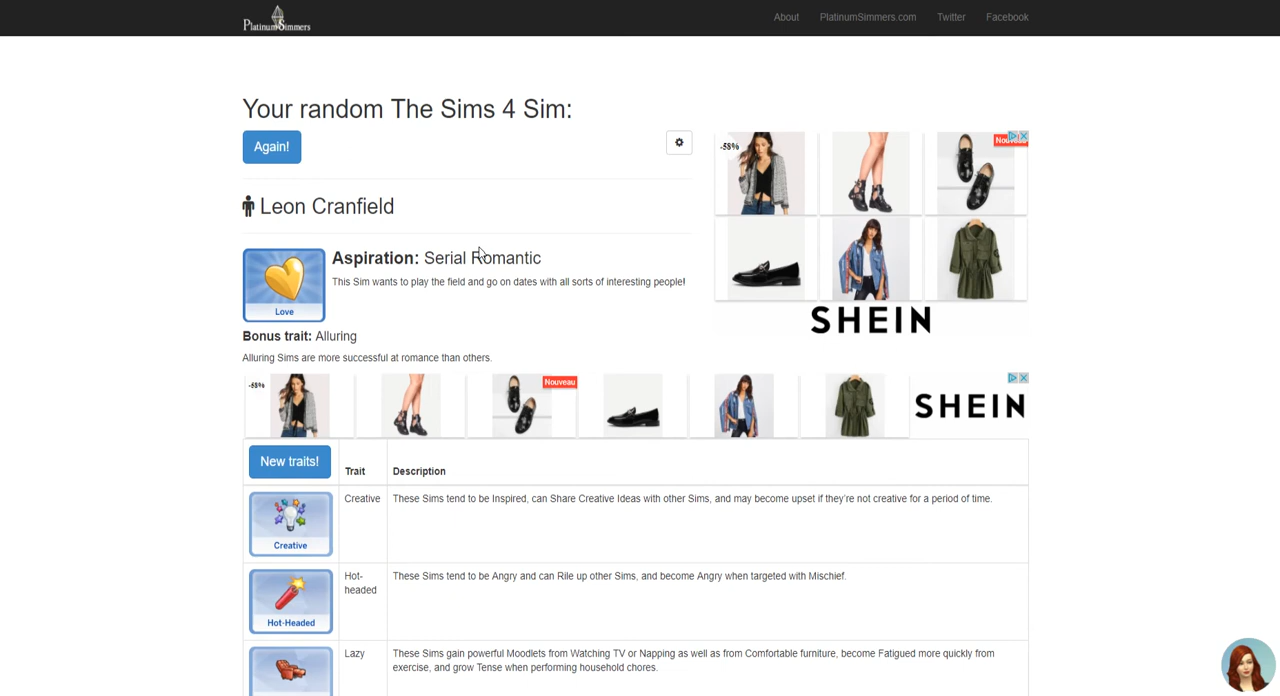 PlatinumSimmers
About
PlatinumSimmers.com
Twitter
Facebook
Your random The Sims 4 Sim:
Again!
Leon Cranfield
Aspiration: Serial Romantic
This Sim wants to play the field and go on dates with all sorts of interesting people!
Love
Bonus trait: Alluring
Alluring Sims are more successful at romance than others.
-58%
SHEIN
-58%
Nouveau
SHEIN
New traits!
Trait
Description
Creative
Creative
These Sims tend to be Inspired, can Share Creative Ideas with other Sims, and may become upset if they're not creative for a period of time.
Hot-Headed
Hot-
headed
These Sims tend to be Angry and can Rile up other Sims, and become Angry when targeted with Mischief.
Lazy
These Sims gain powerful Moodlets from Watching TV or Napping as well as from Comfortable furniture, become Fatigued more quickly from
exercise, and grow Tense when performing household chores.